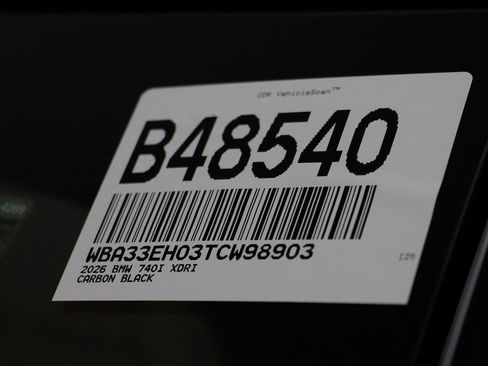 CDK VehicleScan™
B48540
WBA33EH03TCW98903
2026 BMW 740I XDRI
CARBON BLACK
I25